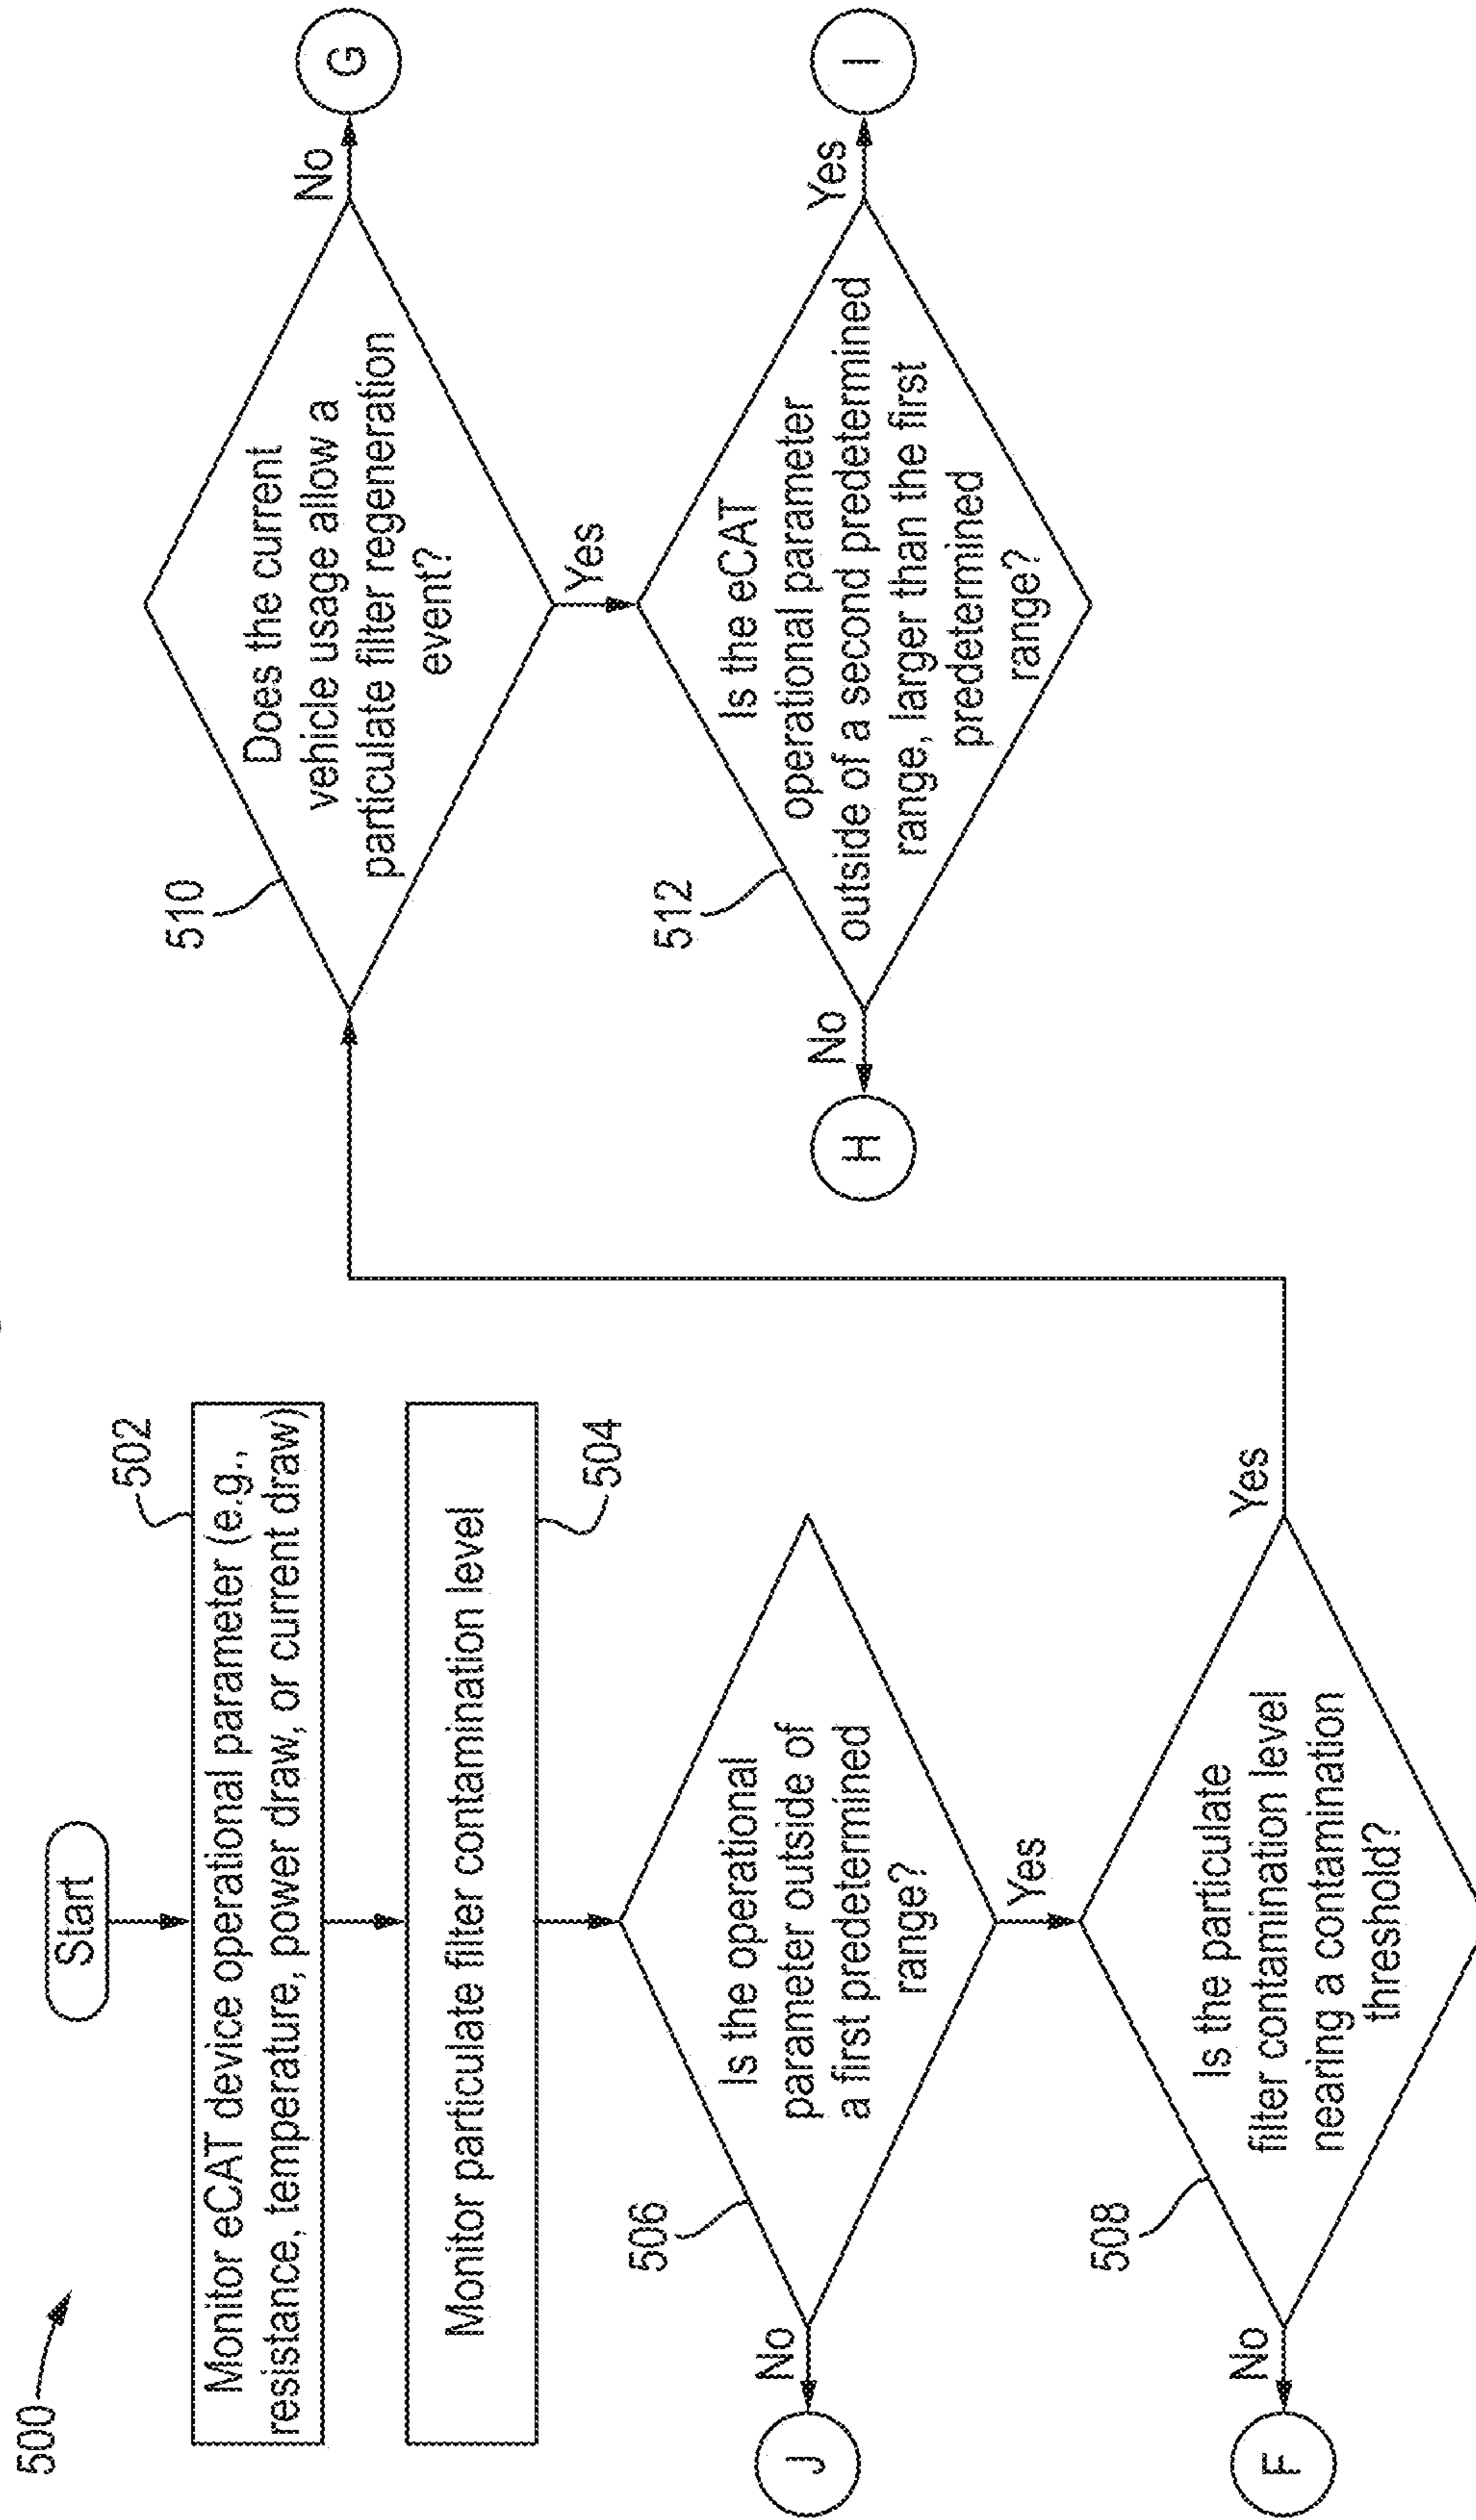 500
Start
502
Monitor eCAT device operational parameter (e.g.,
resistance, temperature, power draw, or current draw)
Monitor particulate filter contamination level
504
506
Is the operational
parameter outside of
a first predetermined
range?
No
J
Yes
508
Is the particulate
filter contamination level
nearing a contamination
threshold?
No
F
Yes
510
Does the current
vehicle usage allow a
particulate filter regeneration
event?
No
G
Yes
512
Is the eCAT
operational parameter
outside of a second predetermined
range, larger than the first
predetermined
range?
No
H
Yes
I